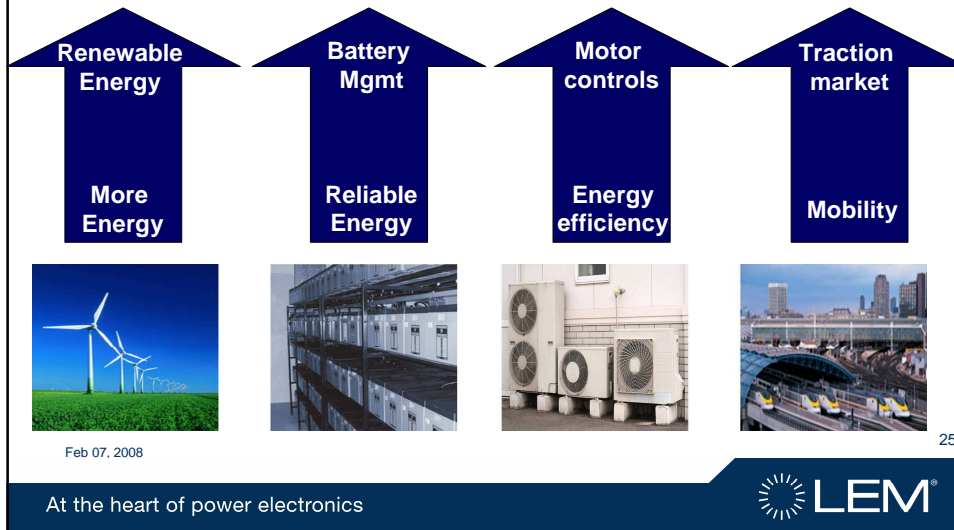 Renewable
Energy
More
Energy
Battery
Mgmt
Reliable
Energy
Motor
controls
Energy
efficiency
Traction
market
Mobility
Feb 07, 2008
25
At the heart of power electronics
LEM®